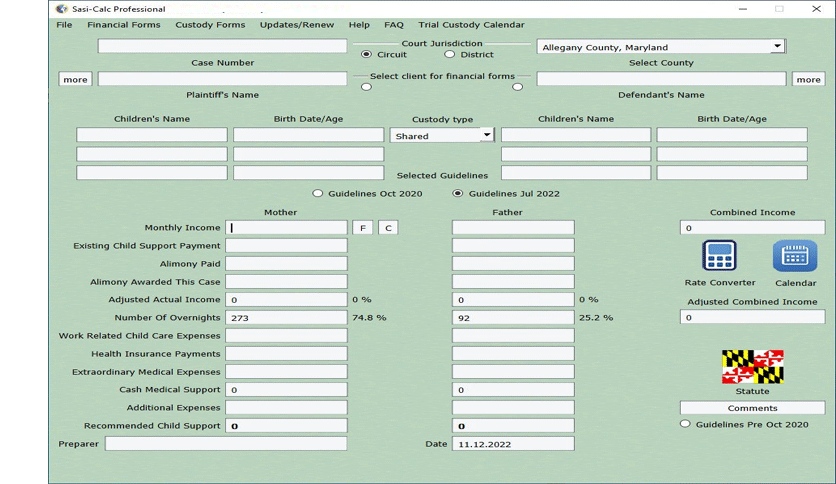 Sasi-Calc Professional
File Financial Forms Custody Forms Updates/Renew Help FAQ Trial Custody Calendar
Court Jurisdiction
Circuit District
Allegany County, Maryland
Case Number
Select County
Select client for financial forms
more
more
Plaintiff's Name
Defendant's Name
Children's Name Birth Date/Age Custody type Children's Name Birth Date/Age
Shared
Selected Guidelines
Guidelines Oct 2020 Guidelines Jul 2022
Mother Father Combined Income
Monthly Income F C 0
Existing Child Support Payment
Alimony Paid
Alimony Awarded This Case
Rate Converter Calendar
Adjusted Actual Income 0 0 % 0 0 % Adjusted Combined Income
Number Of Overnights 273 74.8 % 92 25.2 % 0
Work Related Child Care Expenses
Health Insurance Payments
Extraordinary Medical Expenses
Cash Medical Support 0 0 Statute
Additional Expenses Comments
Recommended Child Support 0 0 Guidelines Pre Oct 2020
Preparer Date 11.12.2022